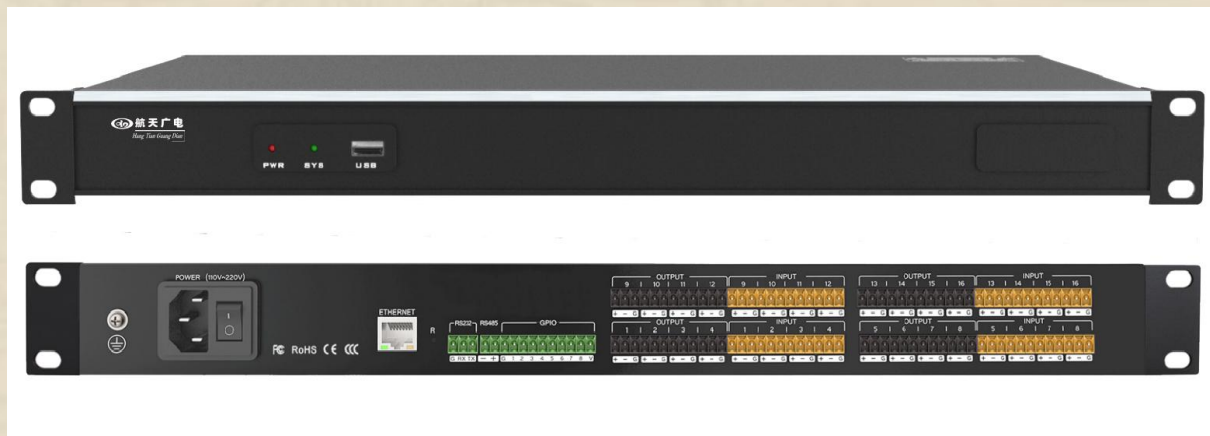 航天广电
Hang Tian Guang Dian
PWR SYS USB
POWER (110V~220V)
I
O
FC RoHS CE CCC
ETHERNET
R
RS232 RS485 GPIO
G RX TX − + G 1 2 3 4 5 6 7 8 V
OUTPUT INPUT OUTPUT INPUT
9 | 10 | 11 | 12 9 | 10 | 11 | 12 13 | 14 | 15 | 16 13 | 14 | 15 | 16
+ − G + − G + − G + − G + − G + − G + − G + − G + − G + − G + − G + − G + − G + − G + − G + − G
OUTPUT INPUT OUTPUT INPUT
1 | 2 | 3 | 4 1 | 2 | 3 | 4 5 | 6 | 7 | 8 5 | 6 | 7 | 8
+ − G + − G + − G + − G + − G + − G + − G + − G + − G + − G + − G + − G + − G + − G + − G + − G